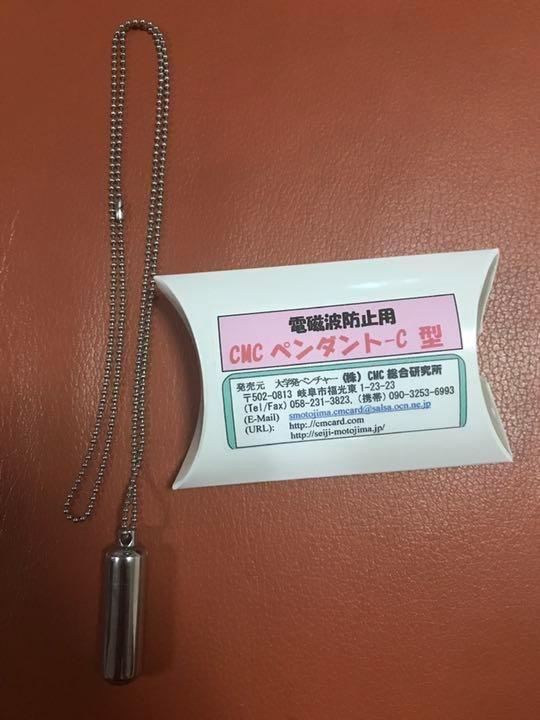 電磁波防止用
CMC ペンダント-C 型
発売元 大学発ベンチャー (株) CMC 総合研究所
〒502-0813 岐阜市福光東 1-23-23
(Tel/Fax) 058-231-3823, (携帯) 090-3253-6993
(E-Mail) smotojima.cmcard@salsa.ocn.ne.jp
(URL): http://cmcard.com
http://seiji-motojima.jp/